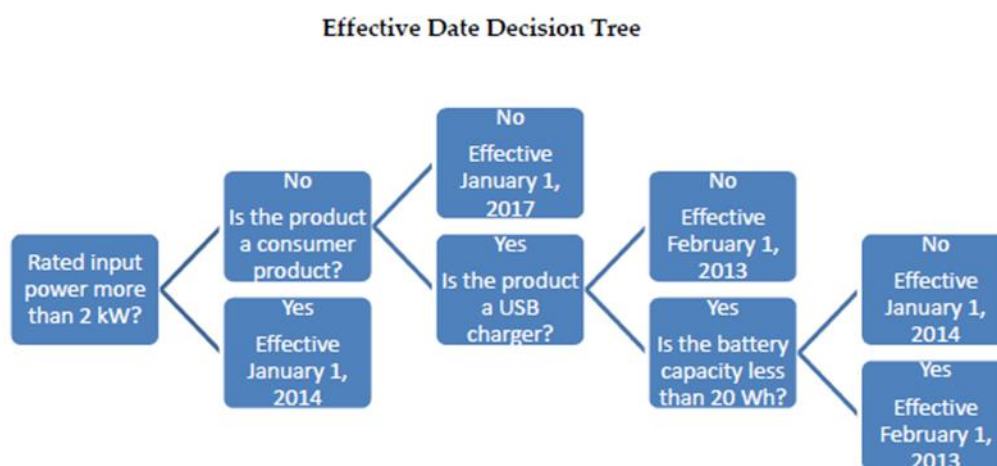 Effective Date Decision Tree
Rated input
power more
than 2 kW?
No
Is the product
a consumer
product?
Yes
Effective
January 1,
2014
No
Effective
January 1,
2017
Yes
Is the product
a USB
charger?
No
Effective
February 1,
2013
Yes
Is the battery
capacity less
than 20 Wh?
No
Effective
January 1,
2014
Yes
Effective
February 1,
2013